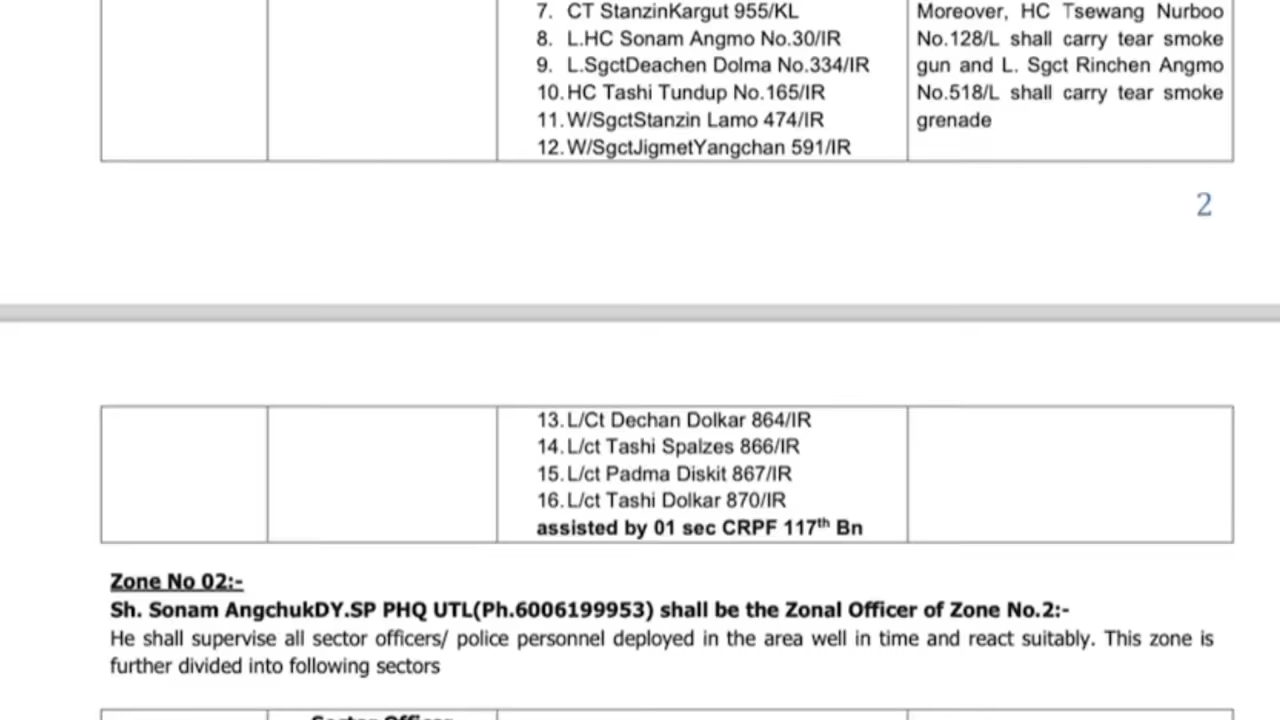 7. CT StanzinKargut 955/KL
8. L.HC Sonam Angmo No.30/IR
9. L.SgctDeachen Dolma No.334/IR
10. HC Tashi Tundup No.165/IR
11. W/SgctStanzin Lamo 474/IR
12. W/SgctJigmetYangchan 591/IR
Moreover, HC Tsewang Nurboo
No.128/L shall carry tear smoke
gun and L. Sgct Rinchen Angmo
No.518/L shall carry tear smoke
grenade
2
13. L/Ct Dechan Dolkar 864/IR
14. L/ct Tashi Spalzes 866/IR
15. L/ct Padma Diskit 867/IR
16. L/ct Tashi Dolkar 870/IR
assisted by 01 sec CRPF 117th Bn
Zone No 02:-
Sh. Sonam AngchukDY.SP PHQ UTL(Ph.6006199953) shall be the Zonal Officer of Zone No.2:-
He shall supervise all sector officers/ police personnel deployed in the area well in time and react suitably. This zone is
further divided into following sectors
Sector Officer